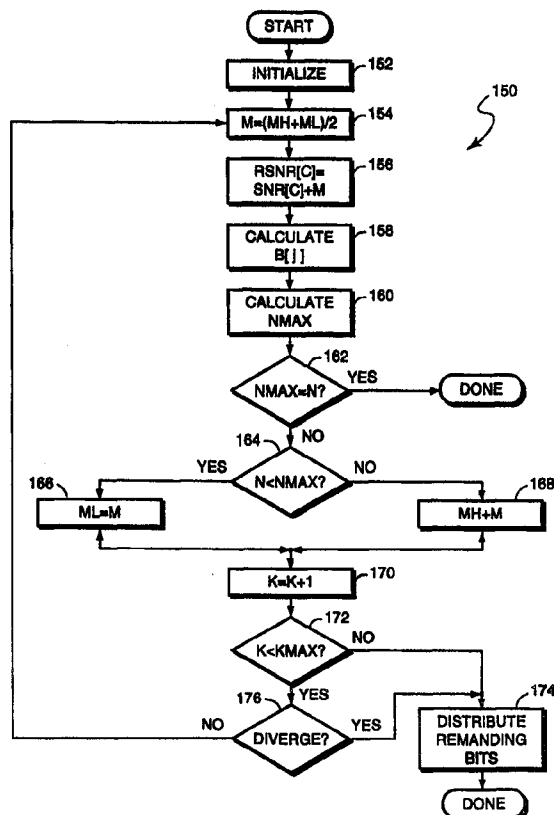 START
INITIALIZE
152
M=(MH+ML)/2
154
150
RSNR[C]=
SNR[C]+M
156
CALCULATE
B[ ]
158
CALCULATE
NMAX
160
162
NMAX=N?
YES
DONE
NO
164
N<NMAX?
YES
NO
166
ML=M
MH+M
168
K=K+1
170
172
K<KMAX?
NO
YES
176
DIVERGE?
NO
YES
174
DISTRIBUTE
REMANDING
BITS
DONE